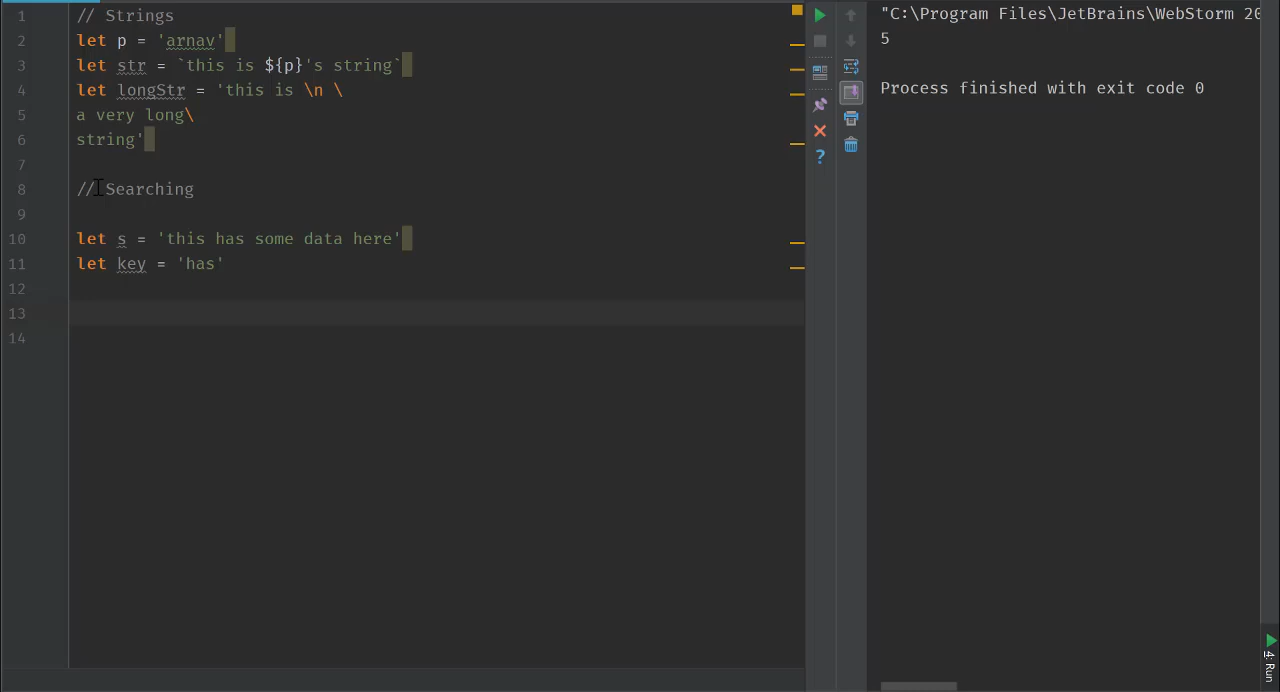 1 // Strings
2 let p = 'arnav'
3 let str = `this is ${p}'s string`
4 let longStr = 'this is \n \
5 a very long\
6 string'
7
8 // Searching
9
10 let s = 'this has some data here'
11 let key = 'has'
12
13
14
"C:\Program Files\JetBrains\WebStorm 20
5
Process finished with exit code 0
4: Run